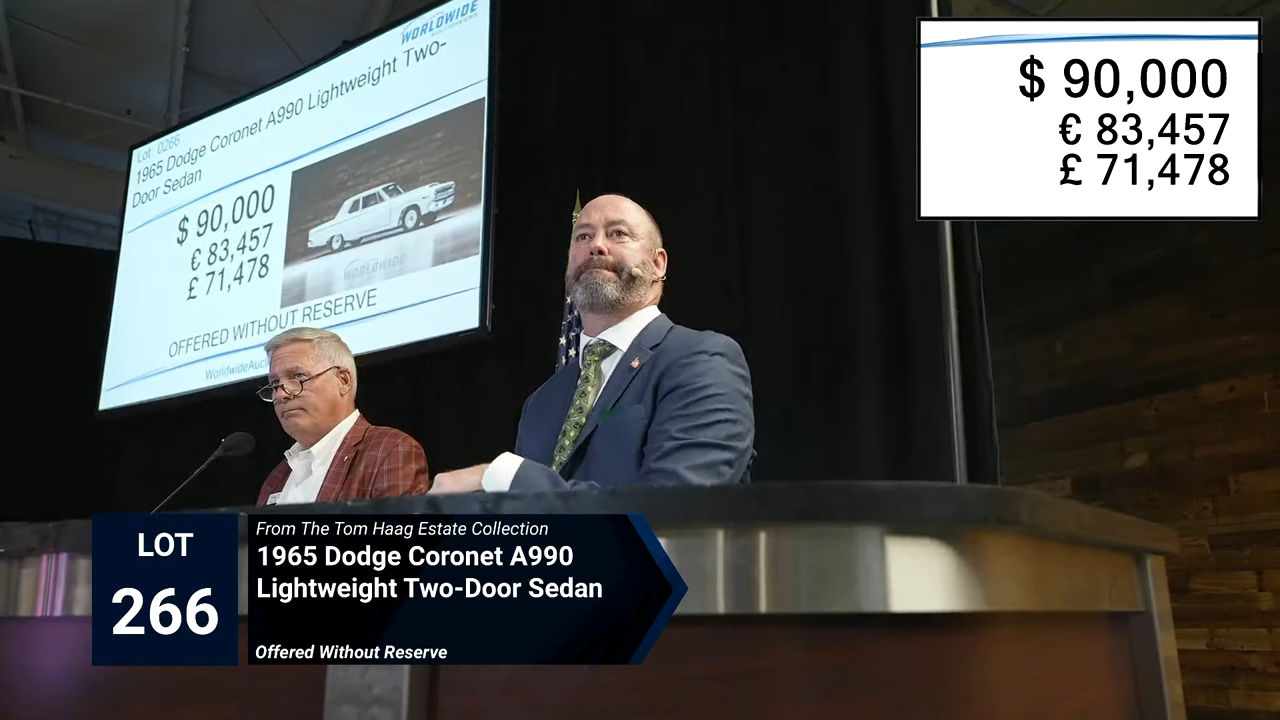 WORLDWIDE
Lot 0266
1965 Dodge Coronet A990 Lightweight Two-
Door Sedan
$ 90,000
€ 83,457
£ 71,478
WORLDWIDE
OFFERED WITHOUT RESERVE
$ 90,000
€ 83,457
£ 71,478
LOT
266
From The Tom Haag Estate Collection
1965 Dodge Coronet A990
Lightweight Two-Door Sedan
Offered Without Reserve